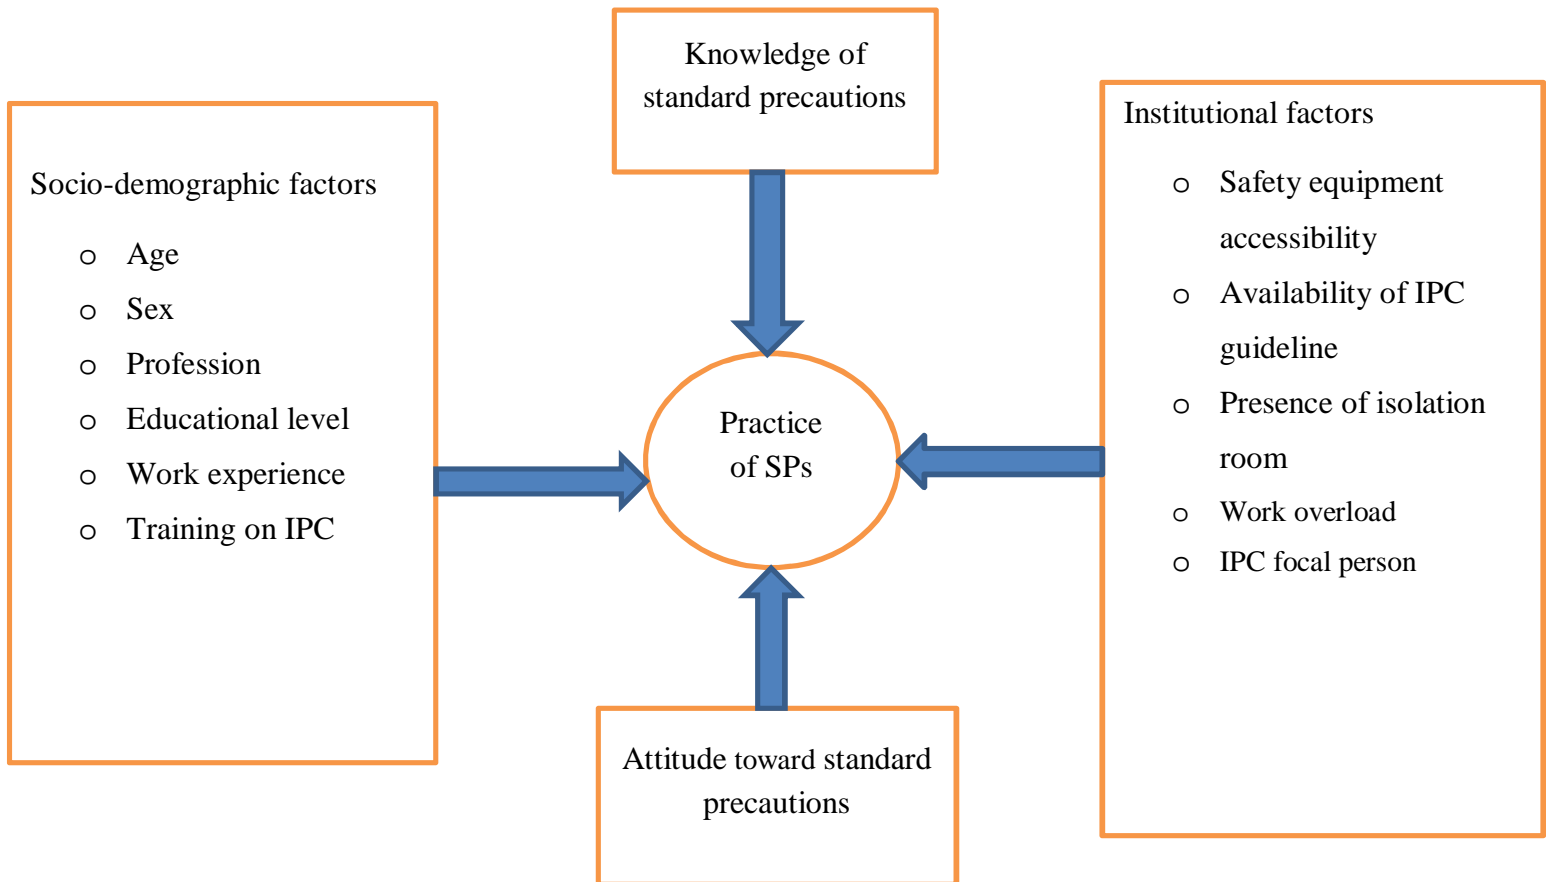 Knowledge of
standard precautions
Socio-demographic factors
o Age
o Sex
o Profession
o Educational level
o Work experience
o Training on IPC
Practice
of SPs
Institutional factors
o Safety equipment
accessibility
o Availability of IPC
guideline
o Presence of isolation
room
o Work overload
o IPC focal person
Attitude toward standard
precautions